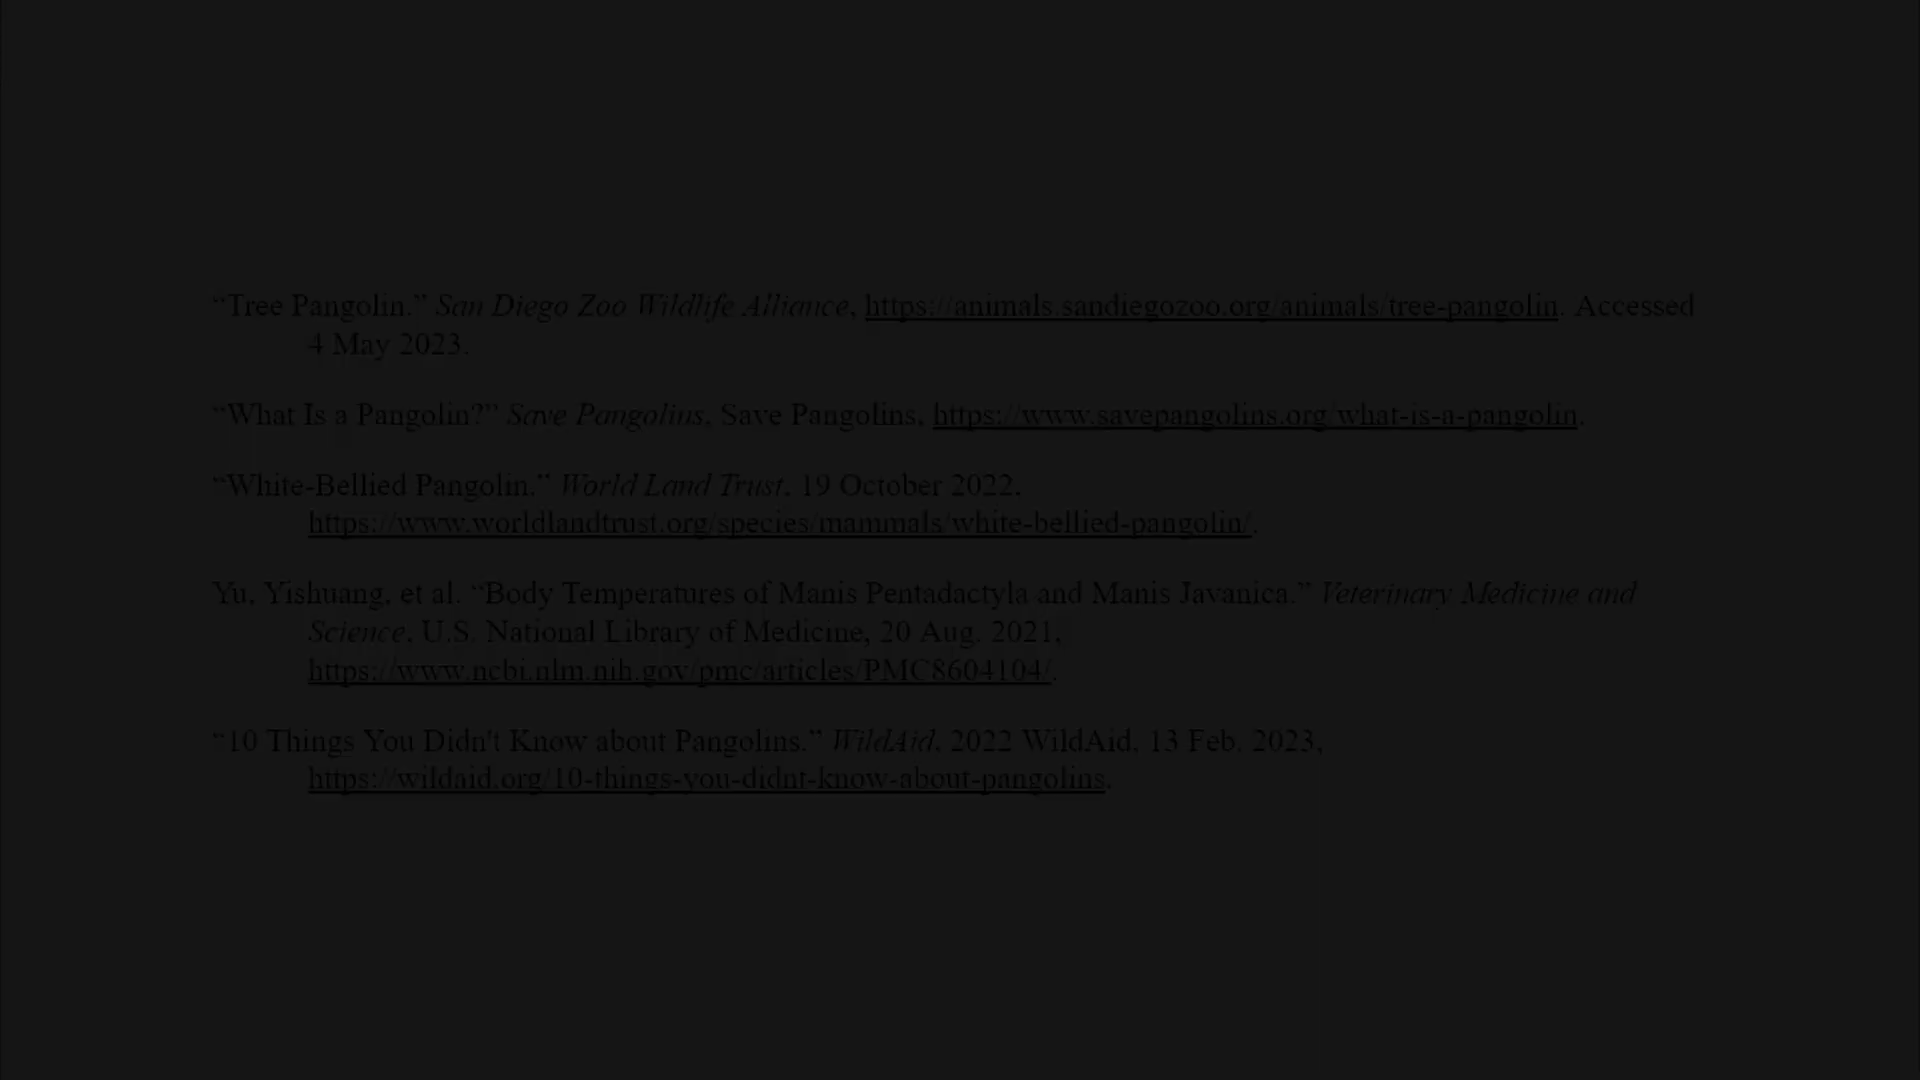 “Tree Pangolin.” San Diego Zoo Wildlife Alliance, https://animals.sandiegozoo.org/animals/tree-pangolin. Accessed
4 May 2023.
“What Is a Pangolin?” Save Pangolins, Save Pangolins, https://www.savepangolins.org/what-is-a-pangolin.
“White-Bellied Pangolin.” World Land Trust, 19 October 2022,
https://www.worldlandtrust.org/species/mammals/white-bellied-pangolin/.
Yu, Yishuang, et al. “Body Temperatures of Manis Pentadactyla and Manis Javanica.” Veterinary Medicine and
Science, U.S. National Library of Medicine, 20 Aug. 2021,
https://www.ncbi.nlm.nih.gov/pmc/articles/PMC8604104/.
“10 Things You Didn't Know about Pangolins.” WildAid, 2022 WildAid, 13 Feb. 2023,
https://wildaid.org/10-things-you-didnt-know-about-pangolins.